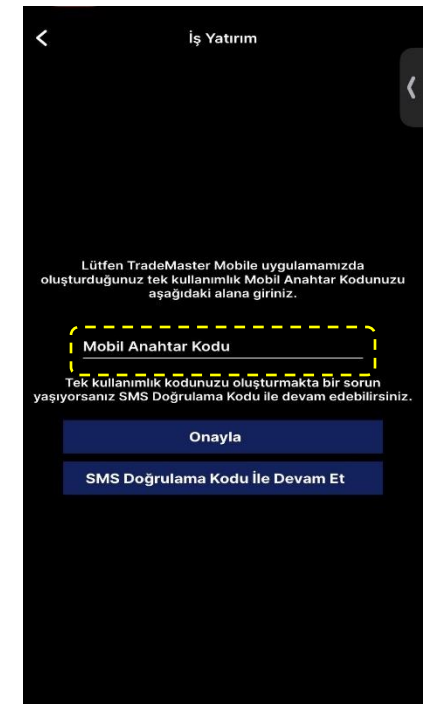 İş Yatırım
Lütfen TradeMaster Mobile uygulamamızda
oluşturduğunuz tek kullanımlık Mobil Anahtar Kodunuzu
aşağıdaki alana giriniz.
Mobil Anahtar Kodu
Tek kullanımlık kodunuzu oluşturmakta bir sorun
yaşıyorsanız SMS Doğrulama Kodu ile devam edebilirsiniz.
Onayla
SMS Doğrulama Kodu İle Devam Et